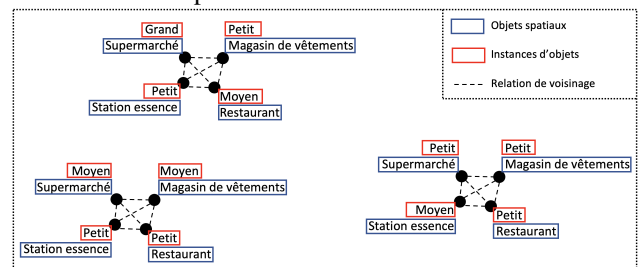 Grand
Petit
Supermarché
Magasin de vêtements
Petit
Moyen
Station essence
Restaurant
Objets spatiaux
Instances d'objets
Relation de voisinage
Moyen
Moyen
Supermarché
Magasin de vêtements
Petit
Petit
Station essence
Restaurant
Petit
Petit
Supermarché
Magasin de vêtements
Moyen
Petit
Station essence
Restaurant